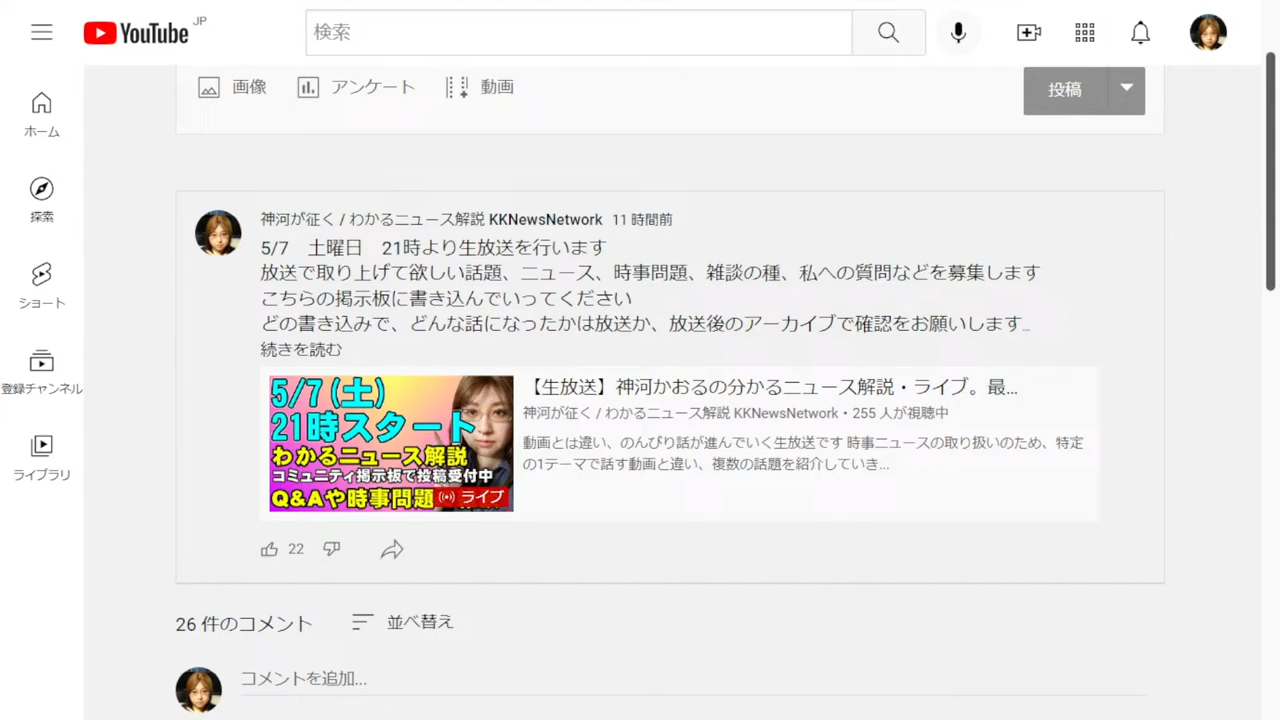 YouTube JP
検索
ホーム
探索
ショート
登録チャンネル
ライブラリ
画像 アンケート 動画 投稿
神河が征く / わかるニュース解説 KKNewsNetwork 11 時間前
5/7　土曜日　21時より生放送を行います
放送で取り上げて欲しい話題、ニュース、時事問題、雑談の種、私への質問などを募集します
こちらの掲示板に書き込んでいってください
どの書き込みで、どんな話になったかは放送か、放送後のアーカイブで確認をお願いします...
続きを読む
5/7(土)
21時スタート
わかるニュース解説
コミュニティ掲示板で投稿受付中
Q&Aや時事問題
ライブ
【生放送】神河かおるの分かるニュース解説・ライブ。最...
神河が征く / わかるニュース解説 KKNewsNetwork • 255 人が視聴中
動画とは違い、のんびり話が進んでいく生放送です 時事ニュースの取り扱いのため、特定
の1テーマで話す動画と違い、複数の話題を紹介していき...
22
26 件のコメント 並べ替え
コメントを追加...